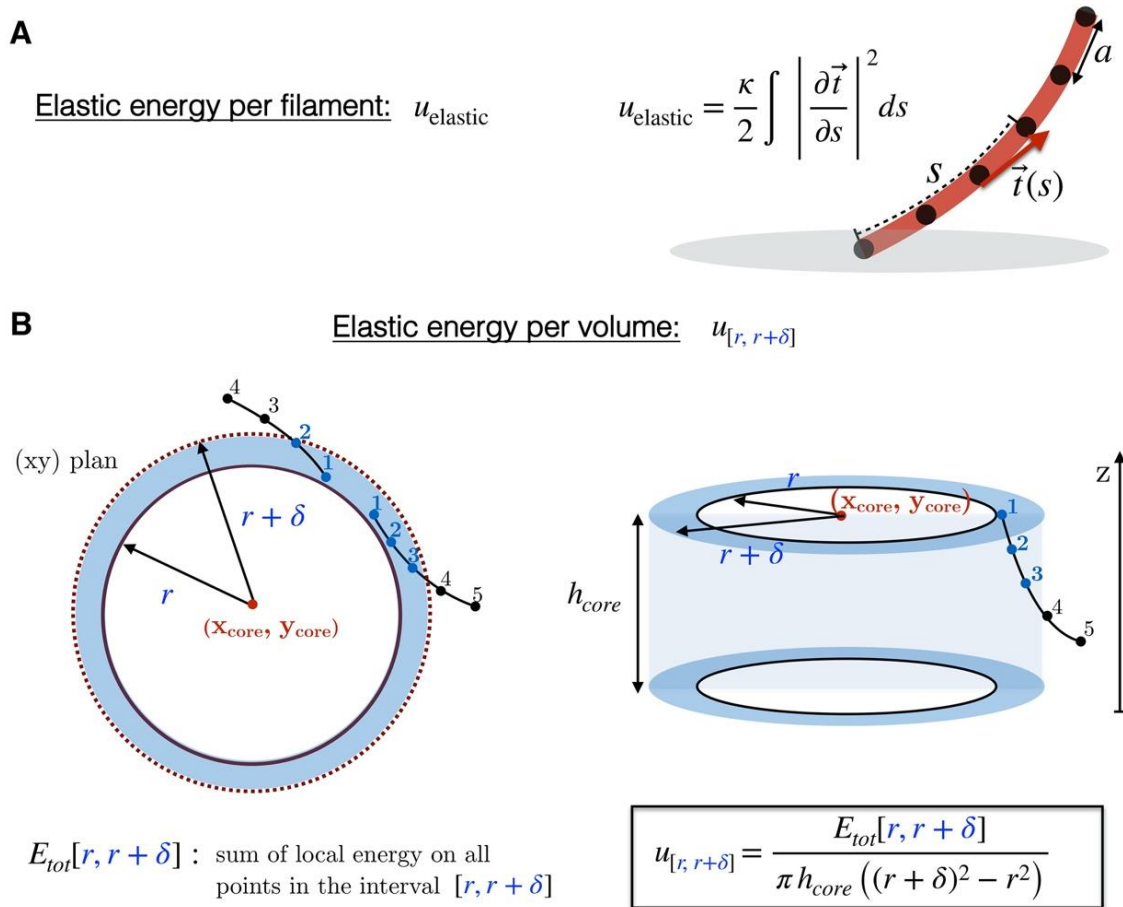 A
Elastic energy per filament: u_elastic
u_elastic = κ/2 ∫ |∂t⃗/∂s|² ds
a
s
t⃗(s)
B
Elastic energy per volume: u_[r, r+δ]
(xy) plan
4
3
2
1
1
2
3
4
5
r + δ
r
(x_core, y_core)
r
(x_core, y_core)
r + δ
h_core
1
2
3
4
5
z
E_tot[r, r + δ] : sum of local energy on all
points in the interval [r, r + δ]
u_[r, r+δ] = E_tot[r, r + δ] / (π h_core ((r + δ)² − r²))